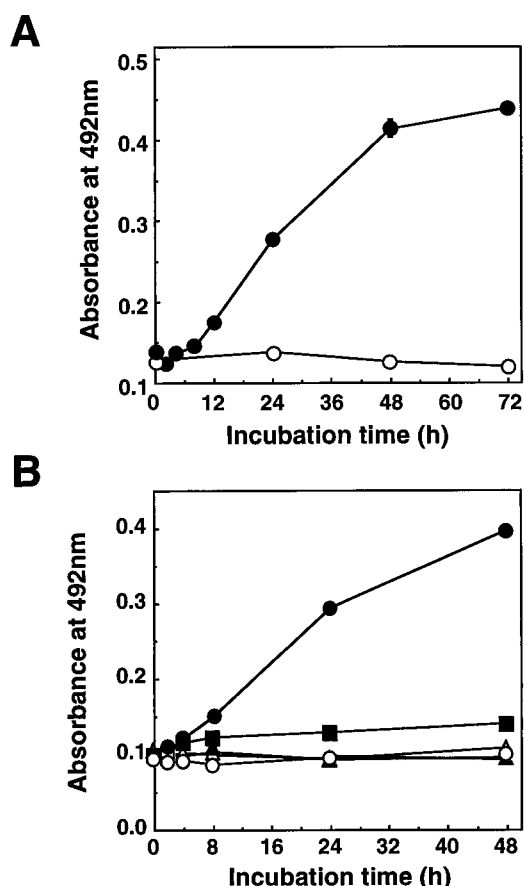 A
Absorbance at 492nm
0.5
0.4
0.3
0.2
0.1
0 12 24 36 48 60 72
Incubation time (h)
B
Absorbance at 492nm
0.4
0.3
0.2
0.1
0.0
0 8 16 24 32 40 48
Incubation time (h)